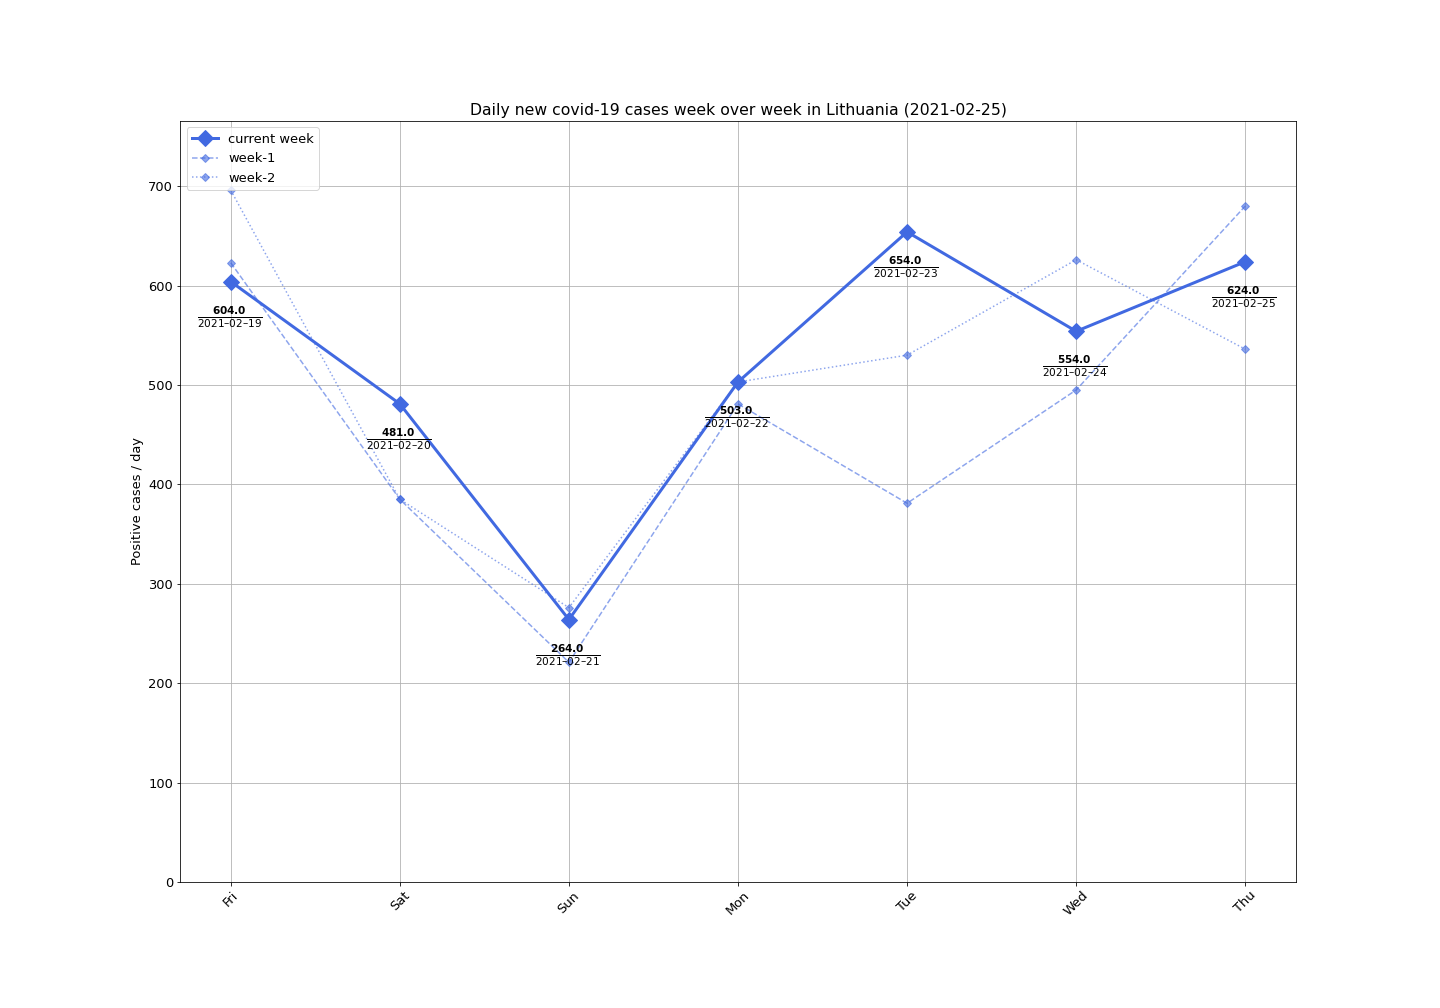 Daily new covid-19 cases week over week in Lithuania (2021-02-25)
current week
week-1
week-2
Positive cases / day
700
600
500
400
300
200
100
0
604.0
2021-02-19
481.0
2021-02-20
264.0
2021-02-21
503.0
2021-02-22
654.0
2021-02-23
554.0
2021-02-24
624.0
2021-02-25
Fri
Sat
Sun
Mon
Tue
Wed
Thu